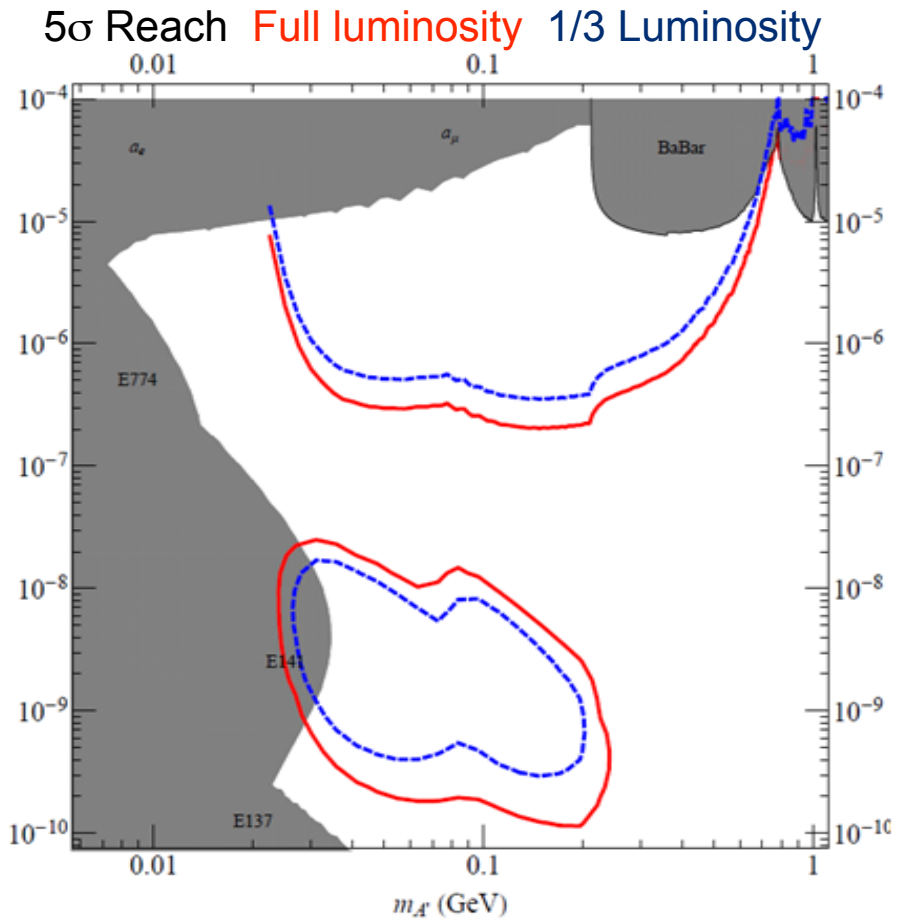 5σ Reach Full luminosity 1/3 Luminosity
0.01 0.1 1
10⁻⁴ 10⁻⁴
aₑ a_μ BaBar
10⁻⁵ 10⁻⁵
10⁻⁶ 10⁻⁶
E774
10⁻⁷ 10⁻⁷
10⁻⁸ 10⁻⁸
E141
10⁻⁹ 10⁻⁹
E137
10⁻¹⁰ 10⁻¹⁰
0.01 0.1 1
m_A' (GeV)